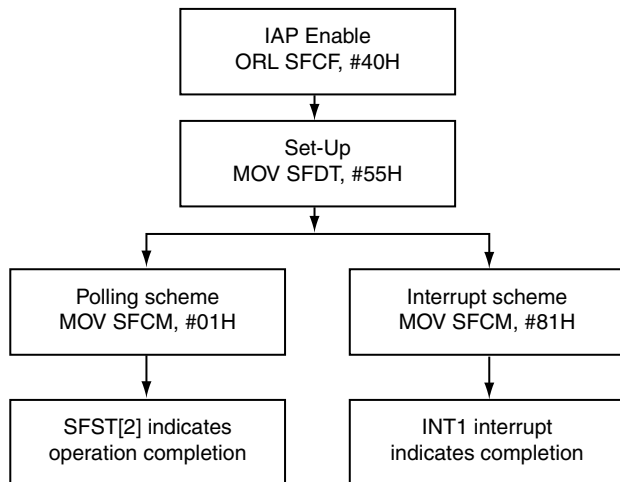 IAP Enable
ORL SFCF, #40H
Set-Up
MOV SFDT, #55H
Polling scheme
MOV SFCM, #01H
Interrupt scheme
MOV SFCM, #81H
SFST[2] indicates
operation completion
INT1 interrupt
indicates completion